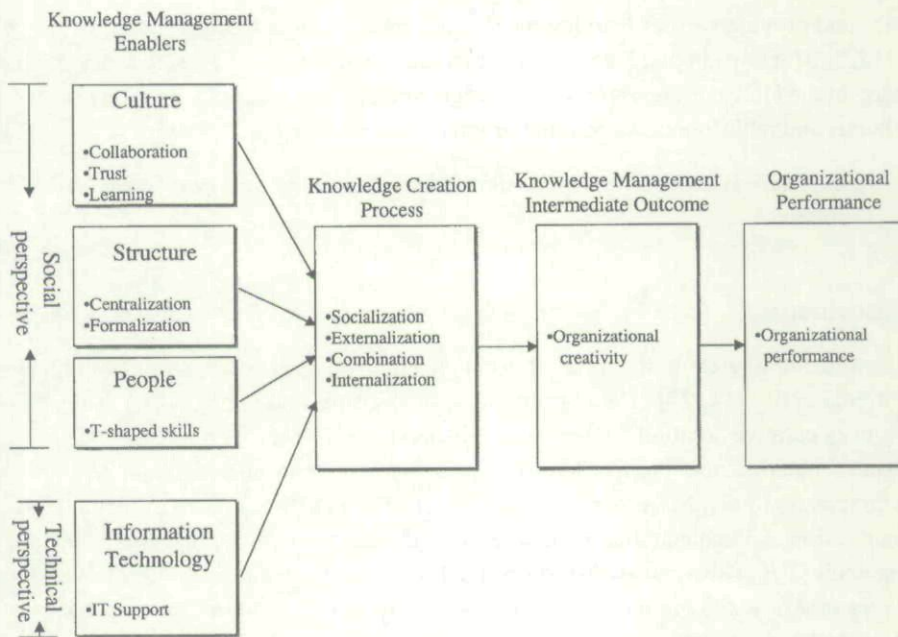 Knowledge Management
Enablers
Culture
•Collaboration
•Trust
•Learning
Structure
•Centralization
•Formalization
People
•T-shaped skills
Information
Technology
•IT Support
Social
perspective
Technical
perspective
Knowledge Creation
Process
•Socialization
•Externalization
•Combination
•Internalization
Knowledge Management
Intermediate Outcome
•Organizational
creativity
Organizational
Performance
•Organizational
performance